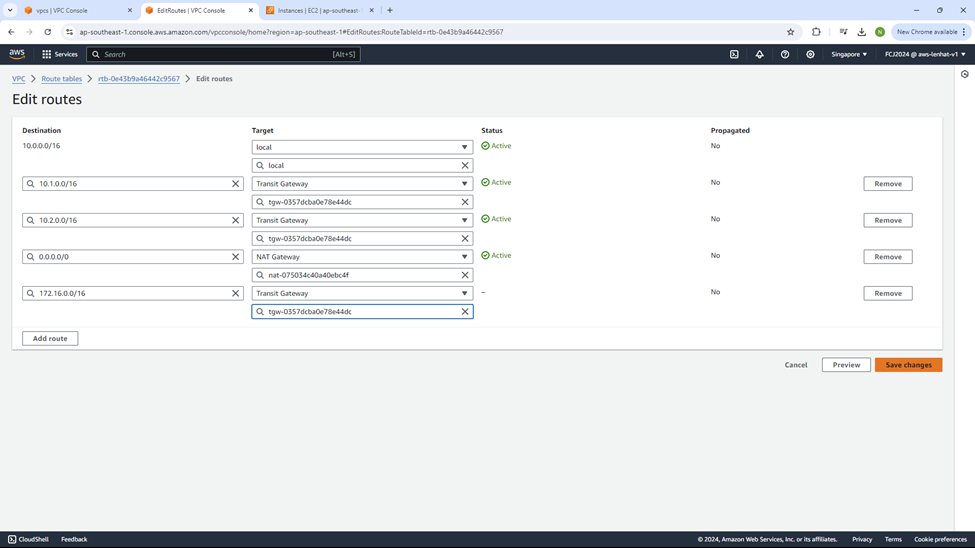 vpcs | VPC Console
EditRoutes | VPC Console
Instances | EC2 | ap-southeast-
ap-southeast-1.console.aws.amazon.com/vpcconsole/home?region=ap-southeast-1#EditRoutes:RouteTableId=rtb-0e43b9a46442c9567
N
New Chrome available
aws
Services
Search
[Alt+S]
Singapore
FCJ2024 @ aws-lenhat-v1
VPC
Route tables
rtb-0e43b9a46442c9567
Edit routes
Edit routes
Destination Target Status Propagated
10.0.0.0/16 local Active No
local
10.1.0.0/16 Transit Gateway Active No Remove
tgw-0357dcba0e78e44dc
10.2.0.0/16 Transit Gateway Active No Remove
tgw-0357dcba0e78e44dc
0.0.0.0/0 NAT Gateway Active No Remove
nat-075034c40a40ebc4f
172.16.0.0/16 Transit Gateway – No Remove
tgw-0357dcba0e78e44dc
Add route
Cancel Preview Save changes
CloudShell Feedback © 2024, Amazon Web Services, Inc. or its affiliates. Privacy Terms Cookie preferences